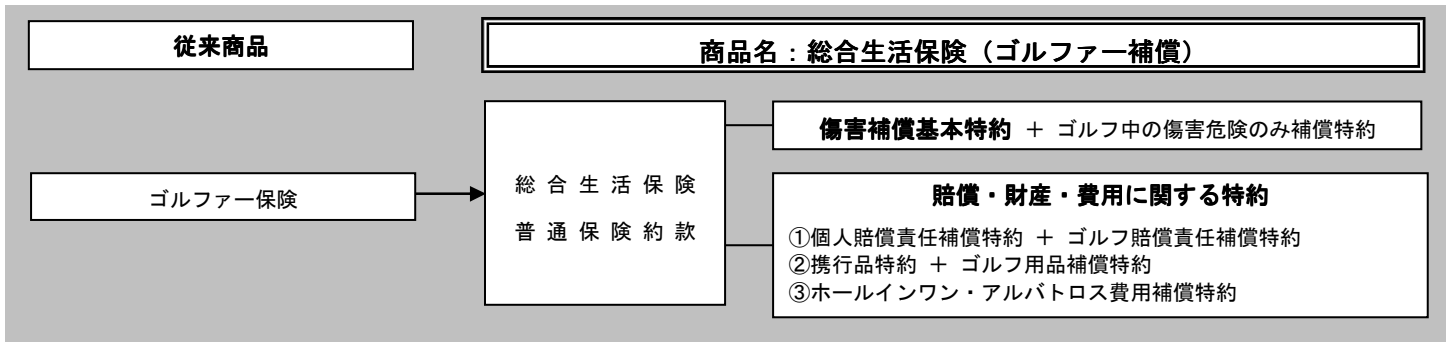 従来商品
商品名：総合生活保険（ゴルファー補償）
傷害補償基本特約 ＋ ゴルフ中の傷害危険のみ補償特約
ゴルファー保険
総合生活保険
普通保険約款
賠償・財産・費用に関する特約
①個人賠償責任補償特約 ＋ ゴルフ賠償責任補償特約
②携行品特約 ＋ ゴルフ用品補償特約
③ホールインワン・アルバトロス費用補償特約